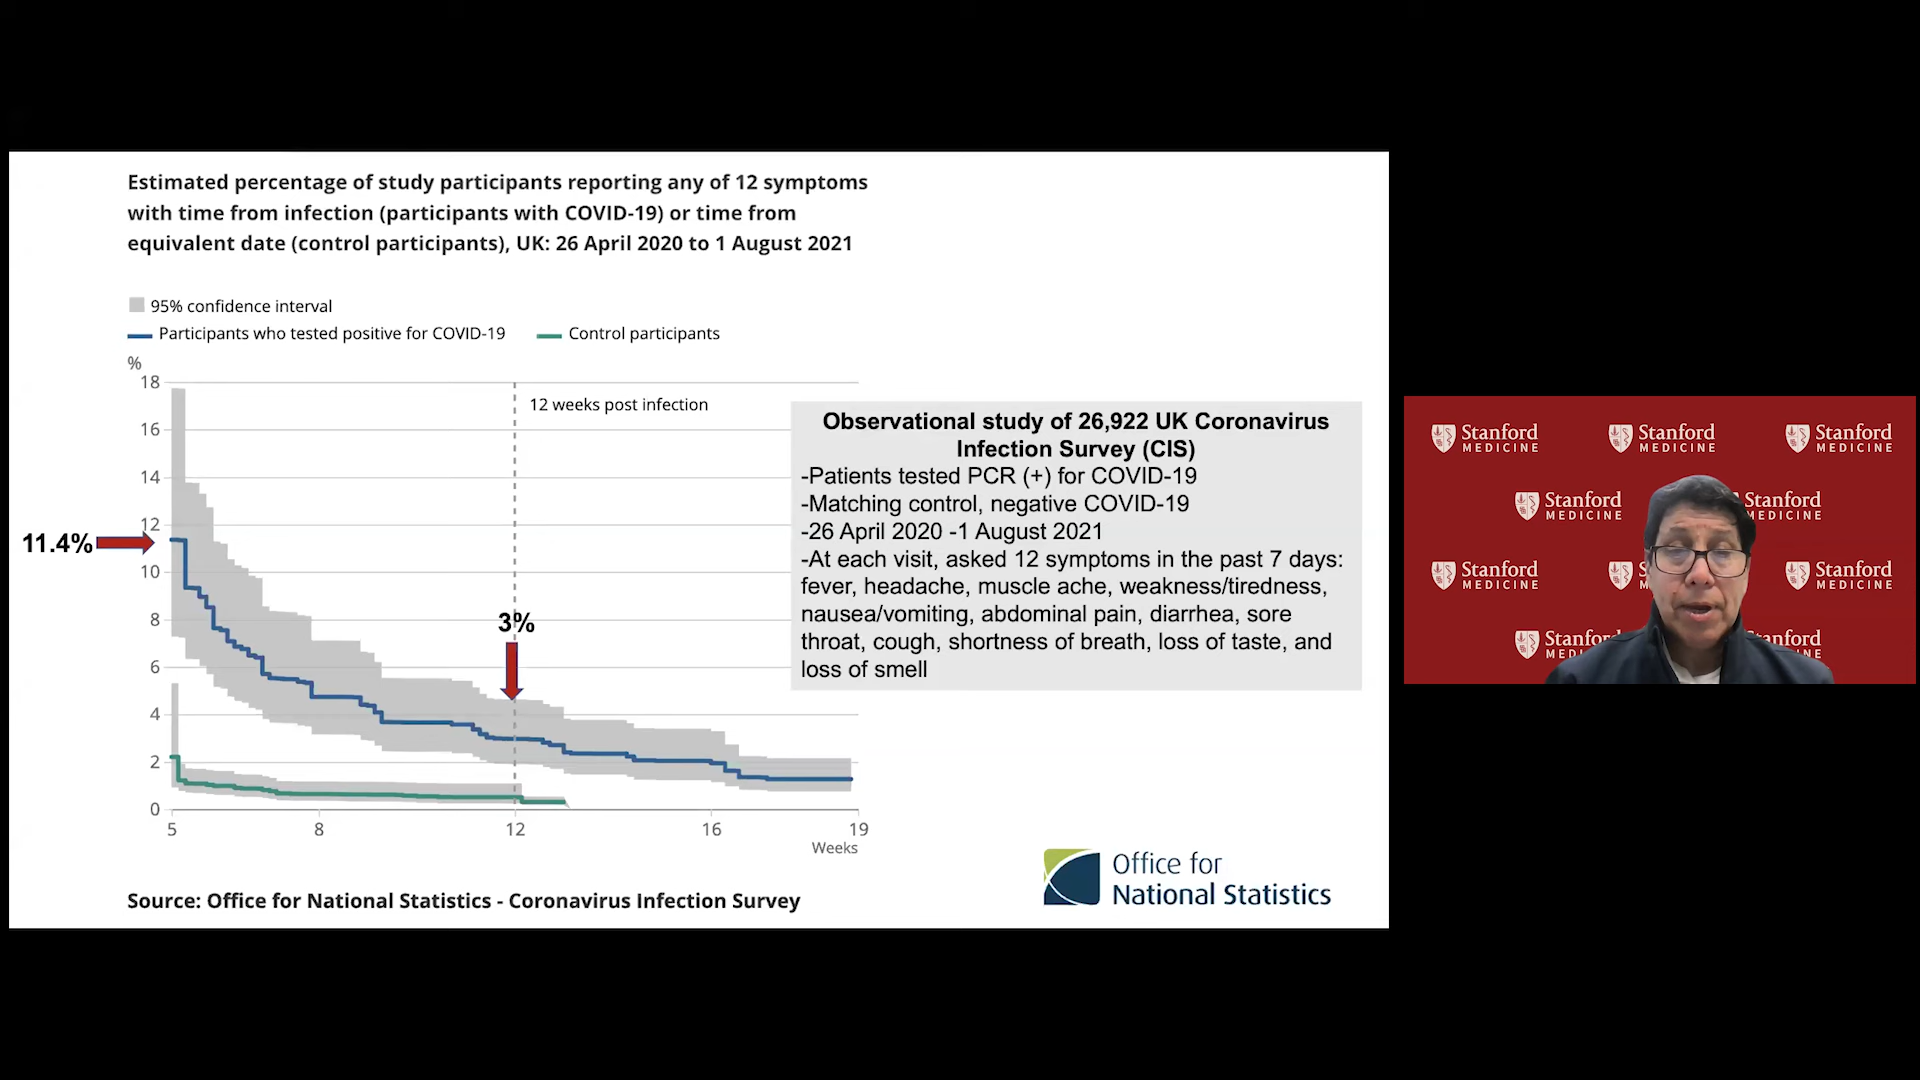 Estimated percentage of study participants reporting any of 12 symptoms
with time from infection (participants with COVID-19) or time from
equivalent date (control participants), UK: 26 April 2020 to 1 August 2021
95% confidence interval
Participants who tested positive for COVID-19 Control participants
%
18
16
14
12
10
8
6
4
2
0
11.4%
3%
12 weeks post infection
5 8 12 16 19
Weeks
Observational study of 26,922 UK Coronavirus
Infection Survey (CIS)
-Patients tested PCR (+) for COVID-19
-Matching control, negative COVID-19
-26 April 2020 -1 August 2021
-At each visit, asked 12 symptoms in the past 7 days:
fever, headache, muscle ache, weakness/tiredness,
nausea/vomiting, abdominal pain, diarrhea, sore
throat, cough, shortness of breath, loss of taste, and
loss of smell
Source: Office for National Statistics - Coronavirus Infection Survey
Office for
National Statistics
Stanford Stanford Stanford
MEDICINE MEDICINE MEDICINE
Stanford Stanford
MEDICINE MEDICINE
Stanford Stanford
MEDICINE MEDICINE